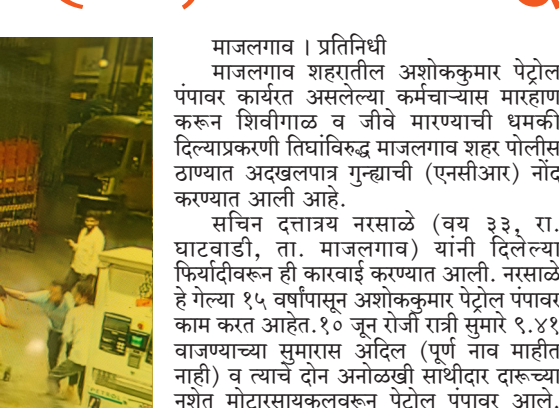 माजलगाव । प्रतिनिधी
माजलगाव शहरातील अशोककुमार पेट्रोल
पंपावर कार्यरत असलेल्या कर्मचाऱ्यास मारहाण
करून शिवीगाळ व जीवे मारण्याची धमकी
दिल्याप्रकरणी तिघांविरुद्ध माजलगाव शहर पोलीस
ठाण्यात अदखलपात्र गुन्ह्याची (एनसीआर) नोंद
करण्यात आली आहे.
सचिन दत्तात्रय नरसाळे (वय ३३, रा.
घाटवाडी, ता. माजलगाव) यांनी दिलेल्या
फिर्यादीवरून ही कारवाई करण्यात आली. नरसाळे
हे गेल्या १५ वर्षांपासून अशोककुमार पेट्रोल पंपावर
काम करत आहेत.१० जून रोजी रात्री सुमारे ९.४१
वाजण्याच्या सुमारास अदिल (पूर्ण नाव माहीत
नाही) व त्याचे दोन अनोळखी साथीदार दारूच्या
नशेत मोटारसायकलवरून पेट्रोल पंपावर आले.